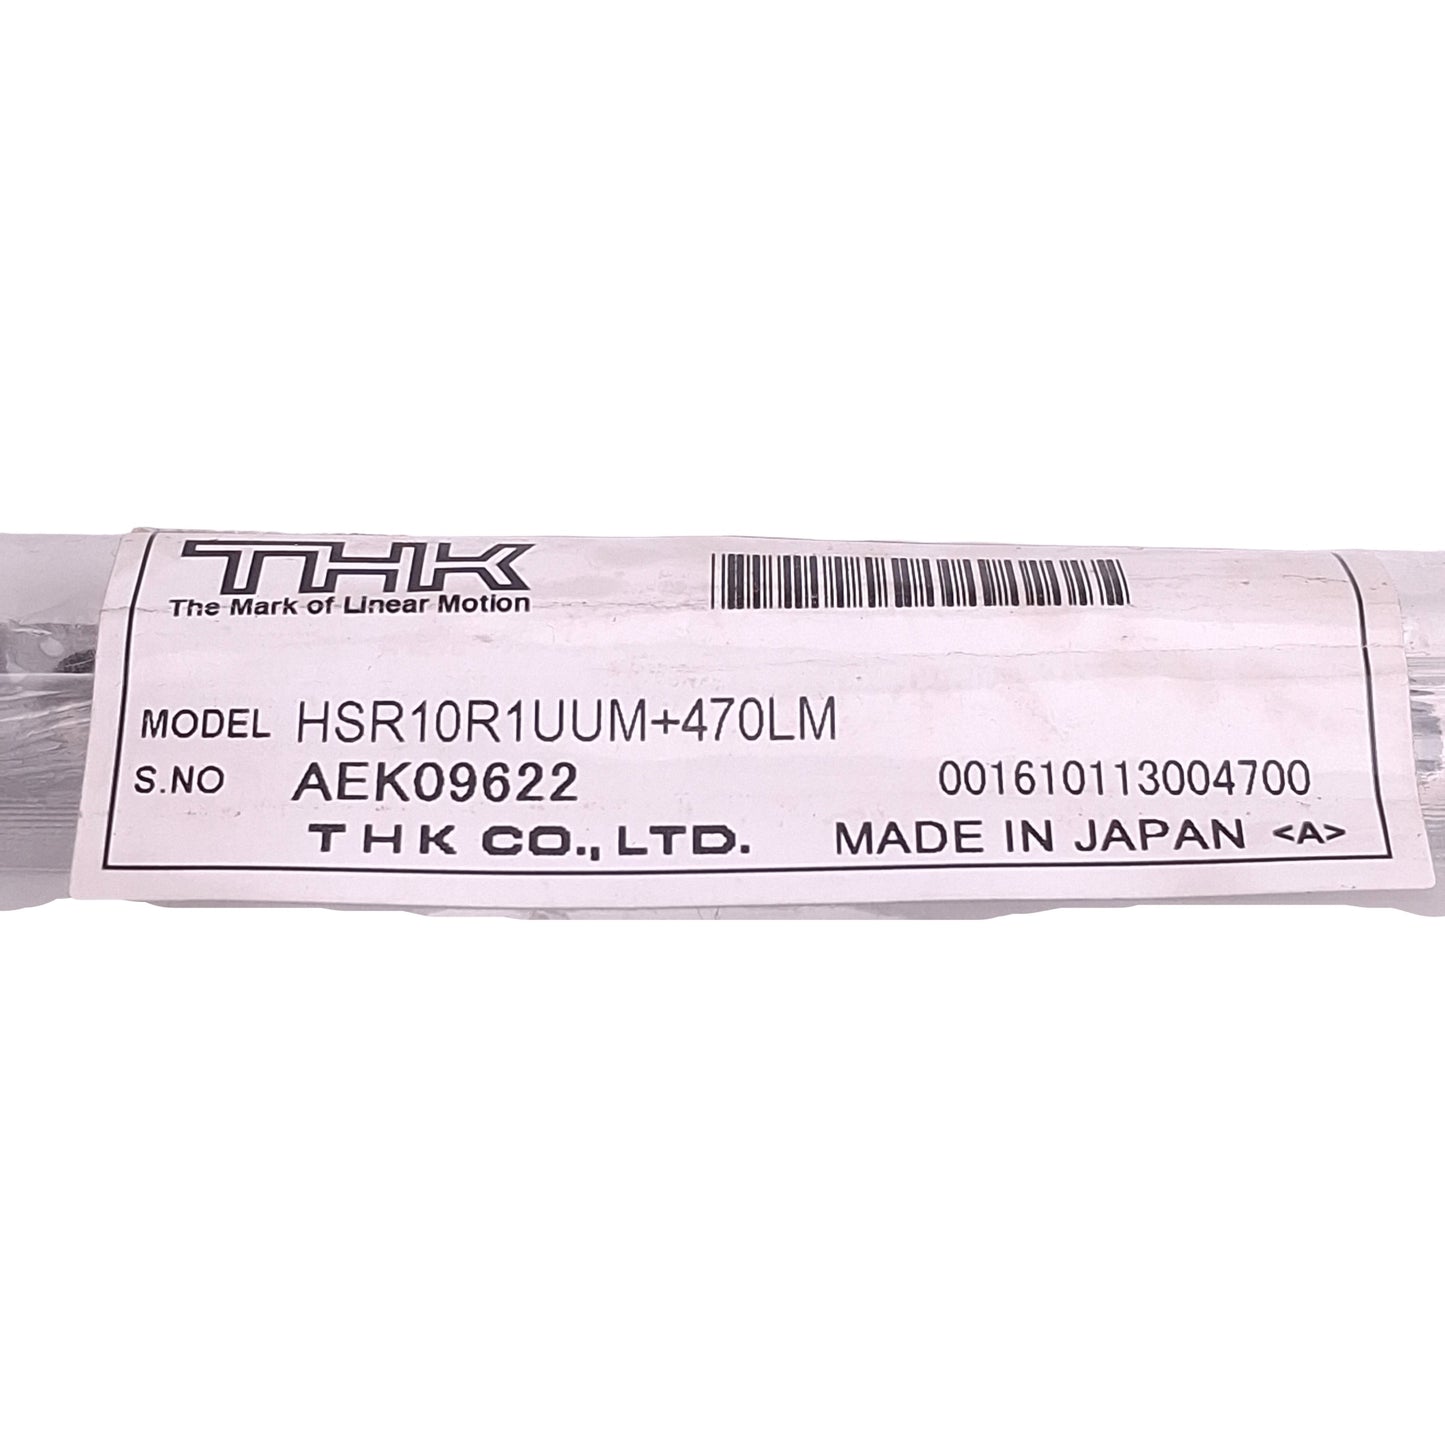 THK
The Mark of Linear Motion
MODEL HSR10R1UUM+470LM
S.NO AEK09622 001610113004700
THK CO., LTD. MADE IN JAPAN <A>